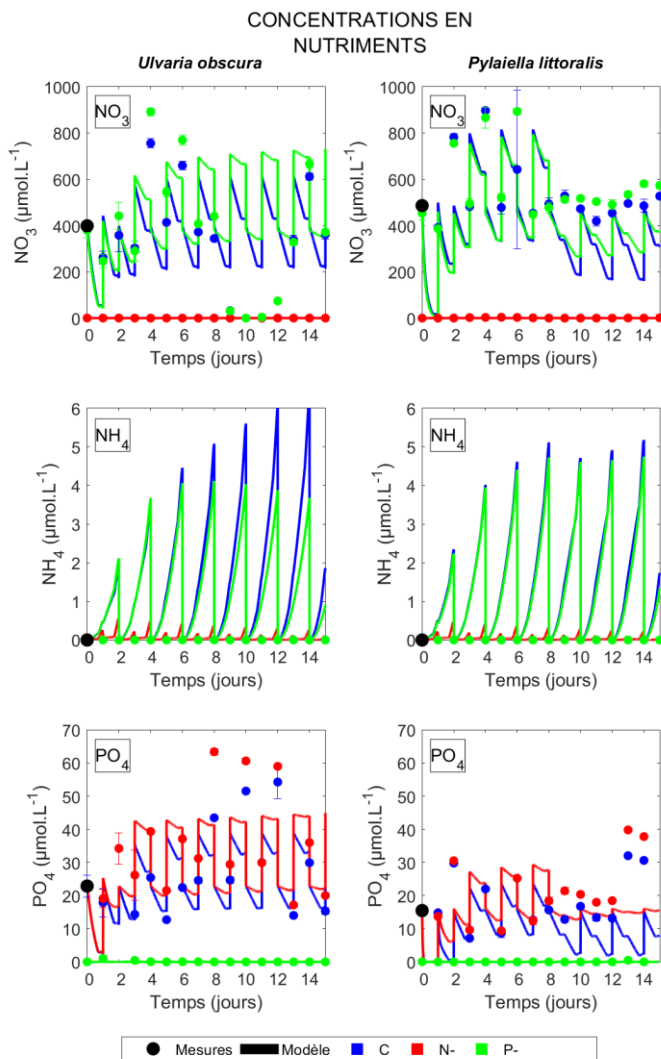 CONCENTRATIONS EN
NUTRIMENTS
Ulvaria obscura
Pylaiella littoralis
NO3
NO3 (μmol.L-1)
1000
800
600
400
200
0
0 2 4 6 8 10 12 14
Temps (jours)
NO3
NO3 (μmol.L-1)
1000
800
600
400
200
0
0 2 4 6 8 10 12 14
Temps (jours)
NH4
NH4 (μmol.L-1)
6
5
4
3
2
1
0
0 2 4 6 8 10 12 14
Temps (jours)
NH4
NH4 (μmol.L-1)
6
5
4
3
2
1
0
0 2 4 6 8 10 12 14
Temps (jours)
PO4
PO4 (μmol.L-1)
70
60
50
40
30
20
10
0
0 2 4 6 8 10 12 14
Temps (jours)
PO4
PO4 (μmol.L-1)
70
60
50
40
30
20
10
0
0 2 4 6 8 10 12 14
Temps (jours)
Mesures Modèle C N- P-